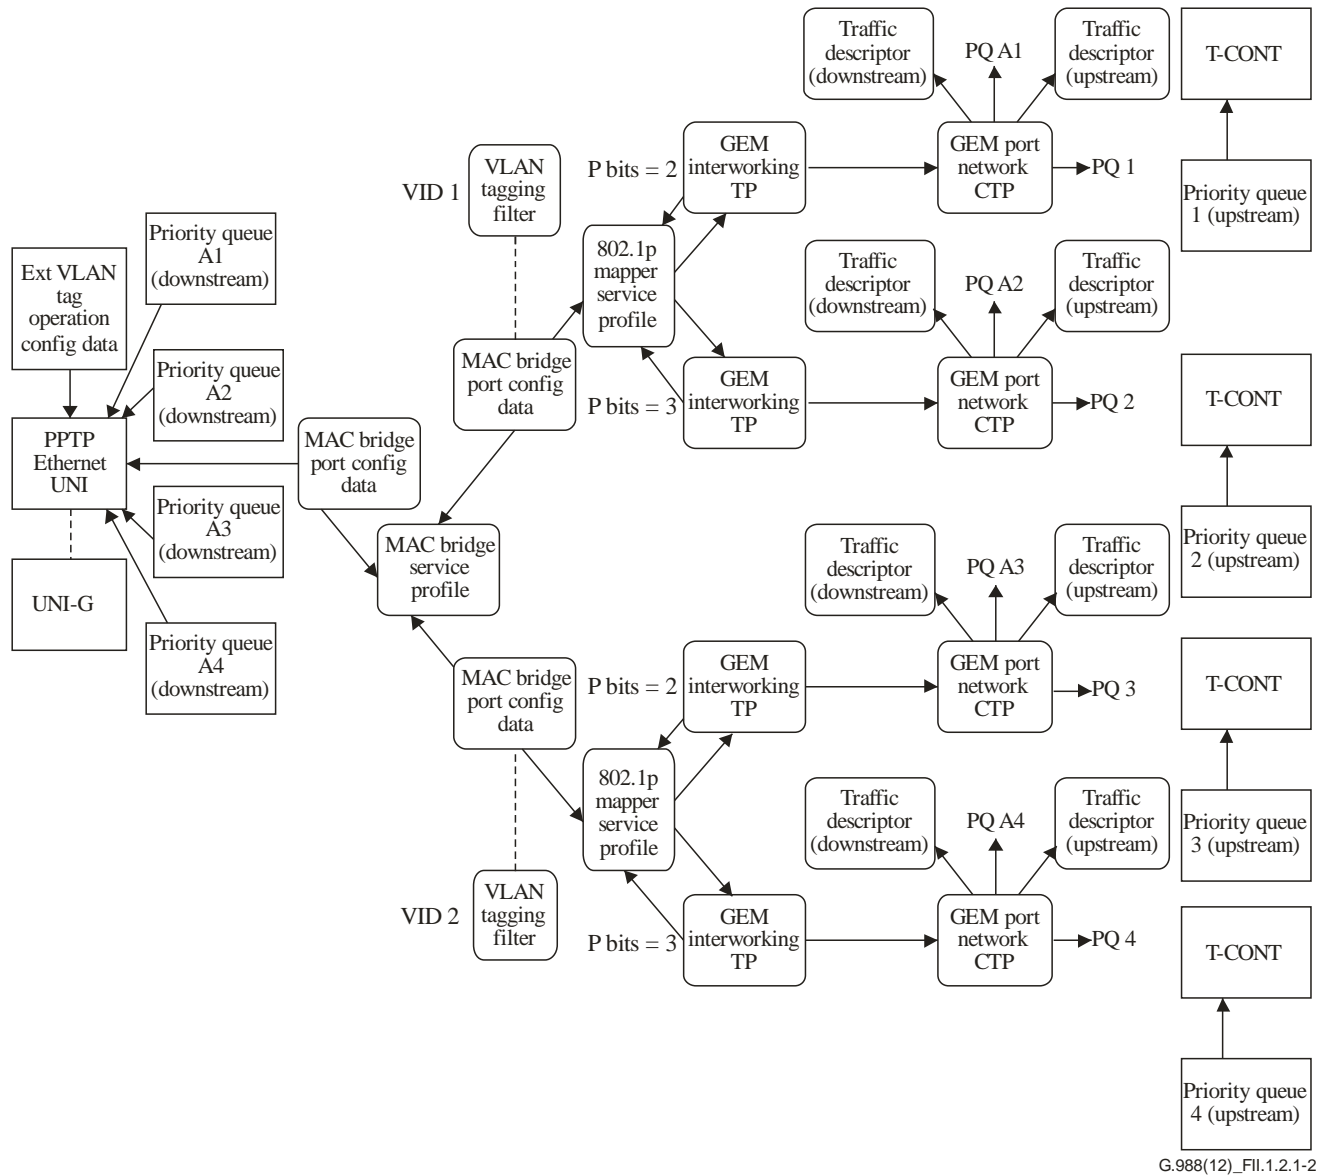 Traffic
descriptor
(downstream)
PQ A1
Traffic
descriptor
(upstream)
T-CONT
VLAN
tagging
filter
VID 1
P bits = 2
GEM
interworking
TP
GEM port
network
CTP
PQ 1
Priority queue
1 (upstream)
Ext VLAN
tag
operation
config data
Priority queue
A1
(downstream)
802.1p
mapper
service
profile
Traffic
descriptor
(downstream)
PQ A2
Traffic
descriptor
(upstream)
Priority queue
A2
(downstream)
MAC bridge
port config
data
P bits = 3
GEM
interworking
TP
GEM port
network
CTP
PQ 2
T-CONT
PPTP
Ethernet
UNI
MAC bridge
port config
data
Priority queue
A3
(downstream)
MAC bridge
service
profile
Traffic
descriptor
(downstream)
PQ A3
Traffic
descriptor
(upstream)
Priority queue
2 (upstream)
UNI-G
Priority queue
A4
(downstream)
MAC bridge
port config
data
P bits = 2
GEM
interworking
TP
GEM port
network
CTP
PQ 3
T-CONT
802.1p
mapper
service
profile
Traffic
descriptor
(downstream)
PQ A4
Traffic
descriptor
(upstream)
Priority queue
3 (upstream)
VID 2
VLAN
tagging
filter
P bits = 3
GEM
interworking
TP
GEM port
network
CTP
PQ 4
T-CONT
Priority queue
4 (upstream)
G.988(12)_FII.1.2.1-2